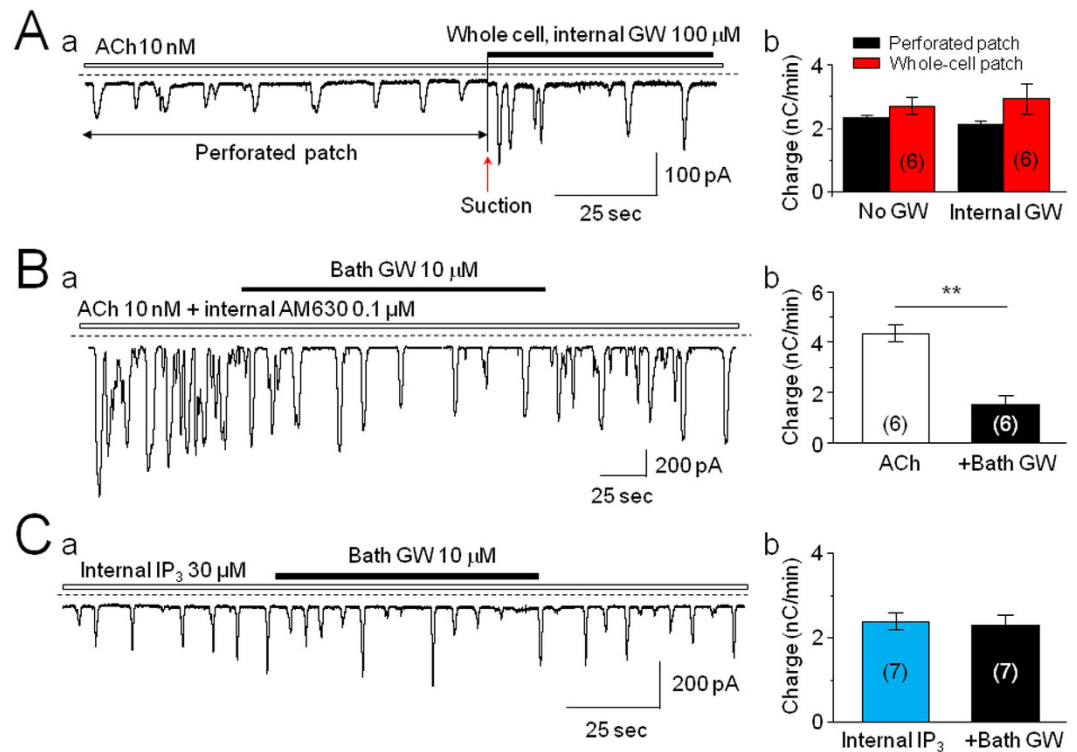 A
a
ACh 10 nM
Whole cell, internal GW 100 μM
Perforated patch
Suction
100 pA
25 sec
b
Perforated patch
Whole-cell patch
Charge (nC/min)
4
2
0
(6)
(6)
No GW
Internal GW
B
a
Bath GW 10 μM
ACh 10 nM + internal AM630 0.1 μM
200 pA
25 sec
b
Charge (nC/min)
6
4
2
0
**
(6)
(6)
ACh
+Bath GW
C
a
Internal IP₃ 30 μM
Bath GW 10 μM
200 pA
25 sec
b
Charge (nC/min)
4
2
0
(7)
(7)
Internal IP₃
+Bath GW